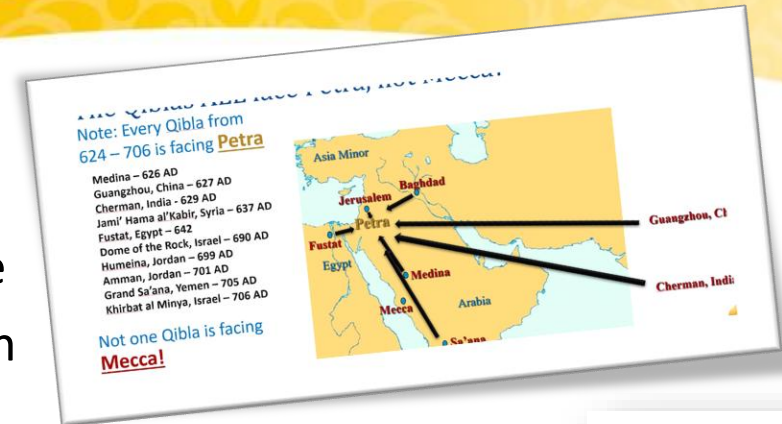 Note: Every Qibla from
624 – 706 is facing Petra
Medina – 626 AD
Guangzhou, China – 627 AD
Cherman, India - 629 AD
Jami’ Hama al’Kabir, Syria – 637 AD
Fustat, Egypt – 642
Dome of the Rock, Israel – 690 AD
Humeina, Jordan – 699 AD
Amman, Jordan – 701 AD
Grand Sa’ana, Yemen – 705 AD
Khirbat al Minya, Israel – 706 AD
Not one Qibla is facing
Mecca!
Asia Minor
Baghdad
Jerusalem
Petra
Fustat
Egypt
Medina
Mecca
Arabia
Sa’ana
Guangzhou, Cl
Cherman, Indi
e
n